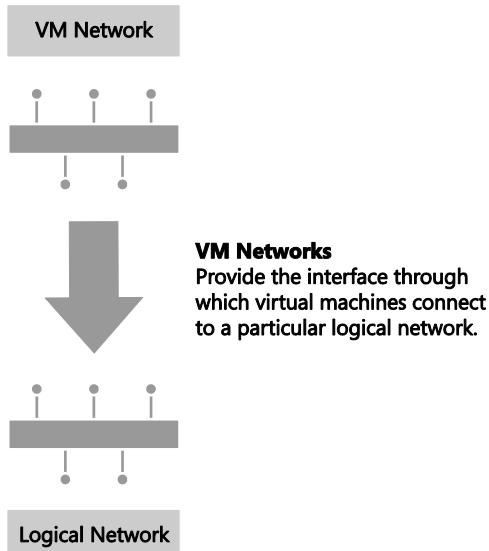 VM Network
VM Networks
Provide the interface through
which virtual machines connect
to a particular logical network.
Logical Network